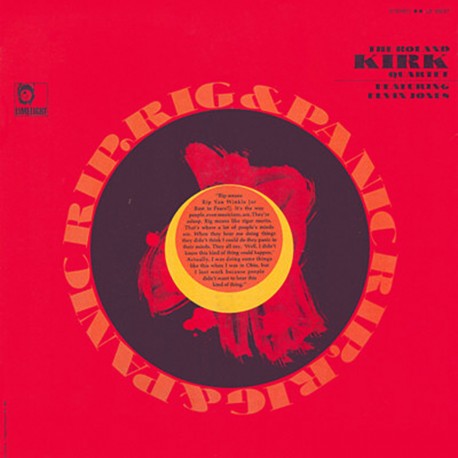 THE ROLAND
KIRK
QUARTET
FEATURING
ELVIN JONES
LIMELIGHT
RIP, RIG & PANIC RIP, RIG & PANIC
"Rip means
Rip Van Winkle (or
Rest in Peace?); It's the way
people, even musicians, are. They're
asleep. Rig means like rigor mortis.
That's where a lot of people's minds
are. When they hear me doing things
they didn't think I could do they panic in
their minds. They all say, 'Well, I didn't
know this kind of thing could happen.'
Actually, I was doing some things
like this when I was in Ohio, but
I lost work because people
didn't want to hear this
kind of thing."